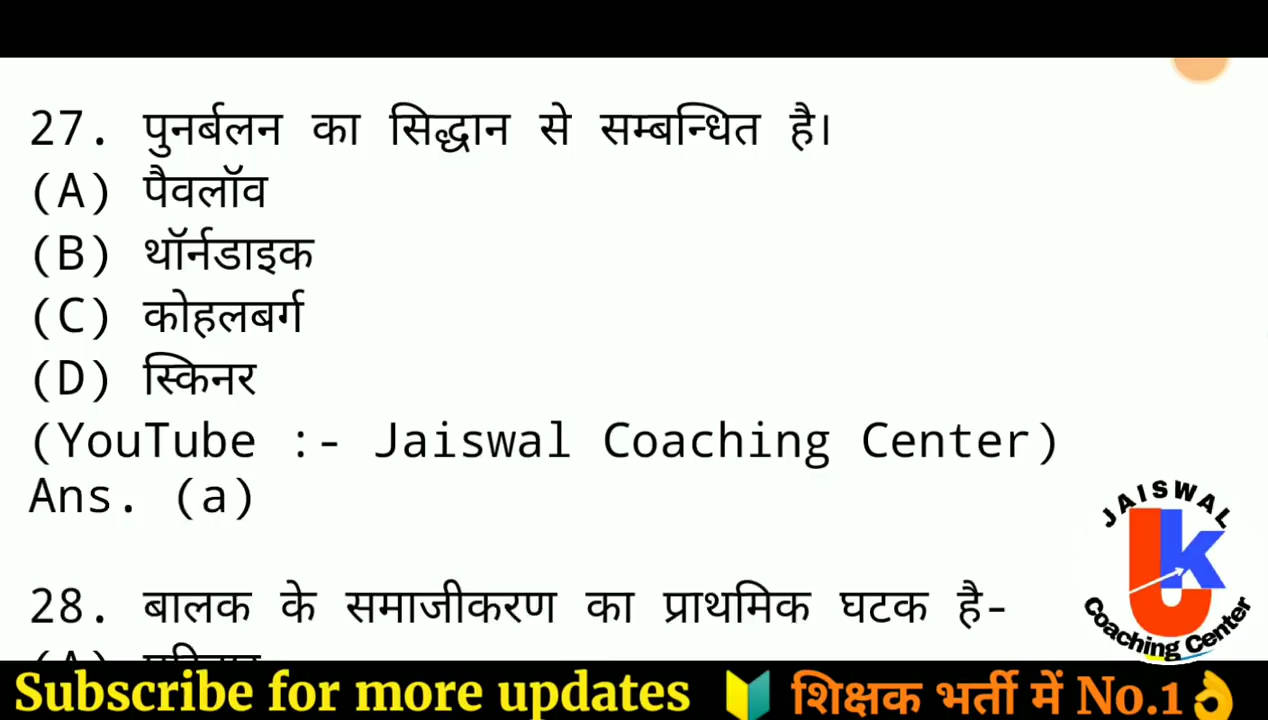 27. पुनर्बलन का सिद्धान से सम्बन्धित है।
(A) पैवलॉव
(B) थॉर्नडाइक
(C) कोहलबर्ग
(D) स्किनर
(YouTube :- Jaiswal Coaching Center)
Ans. (a)
28. बालक के समाजीकरण का प्राथमिक घटक है-
JAISWAL
JK
Coaching Center
Subscribe for more updates 🔰 शिक्षक भर्ती में No.1👌